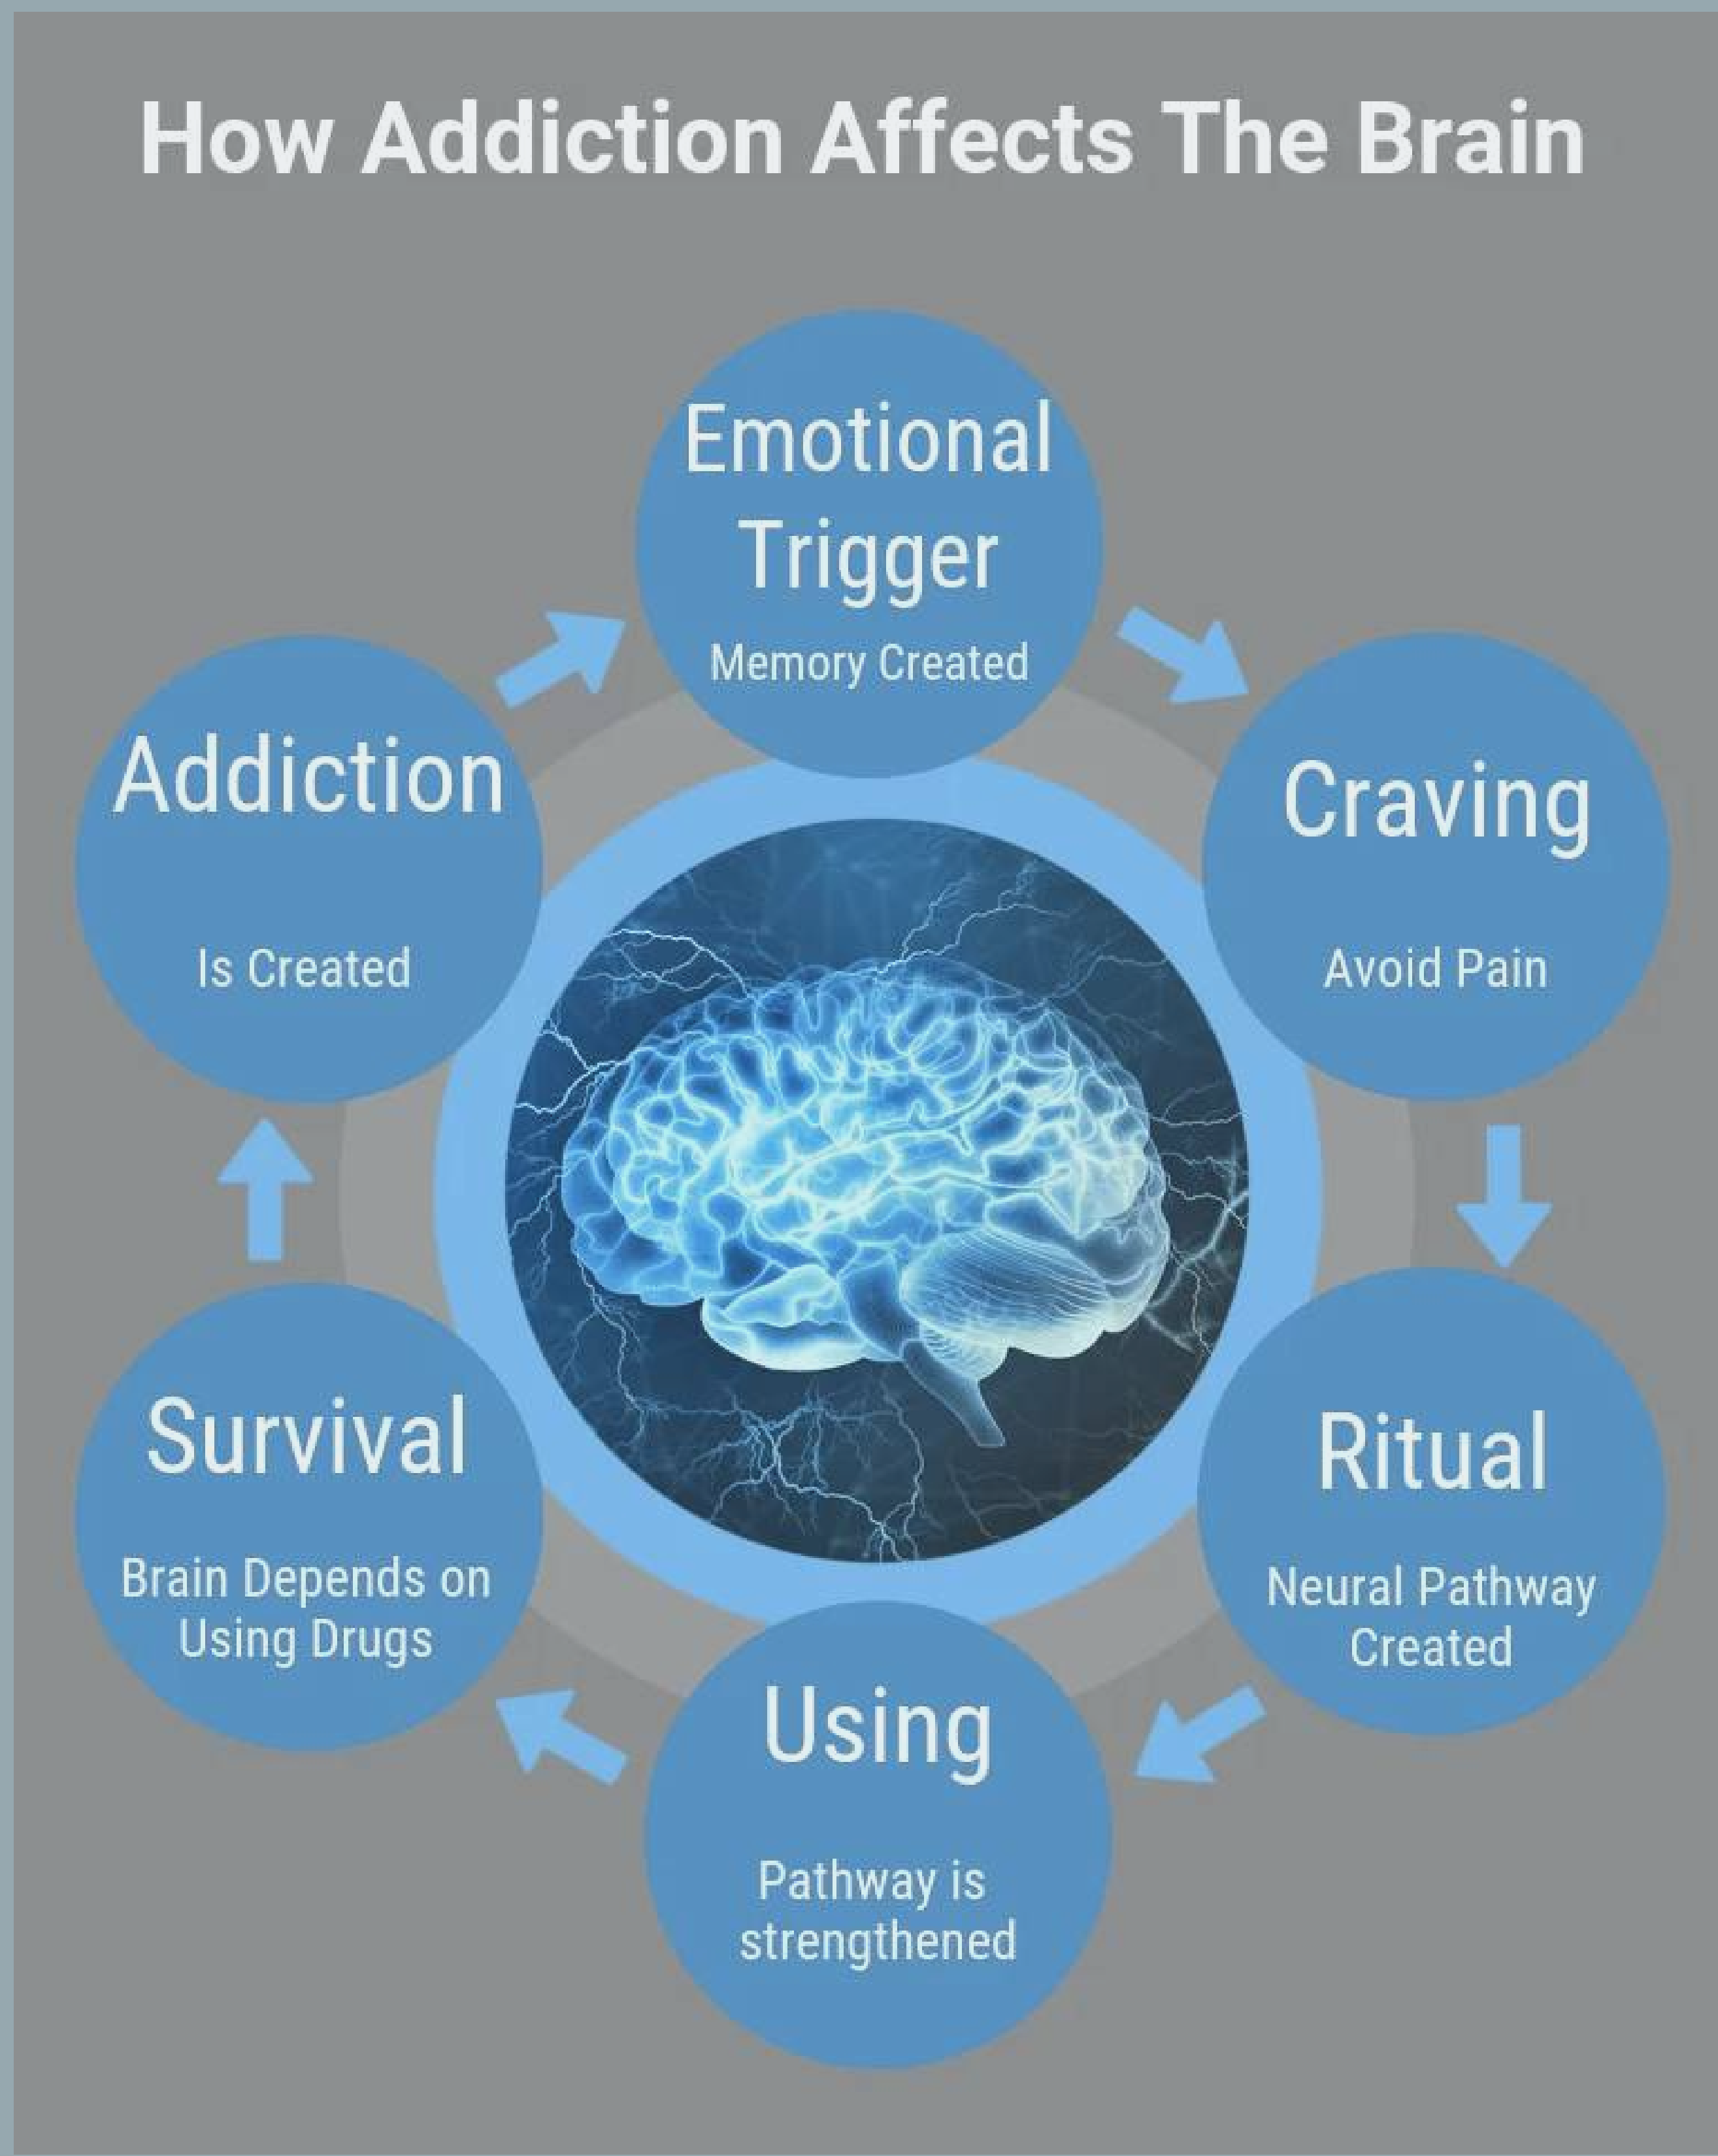 How Addiction Affects The Brain
Emotional
Trigger
Memory Created
Craving
Avoid Pain
Ritual
Neural Pathway
Created
Using
Pathway is
strengthened
Survival
Brain Depends on
Using Drugs
Addiction
Is Created